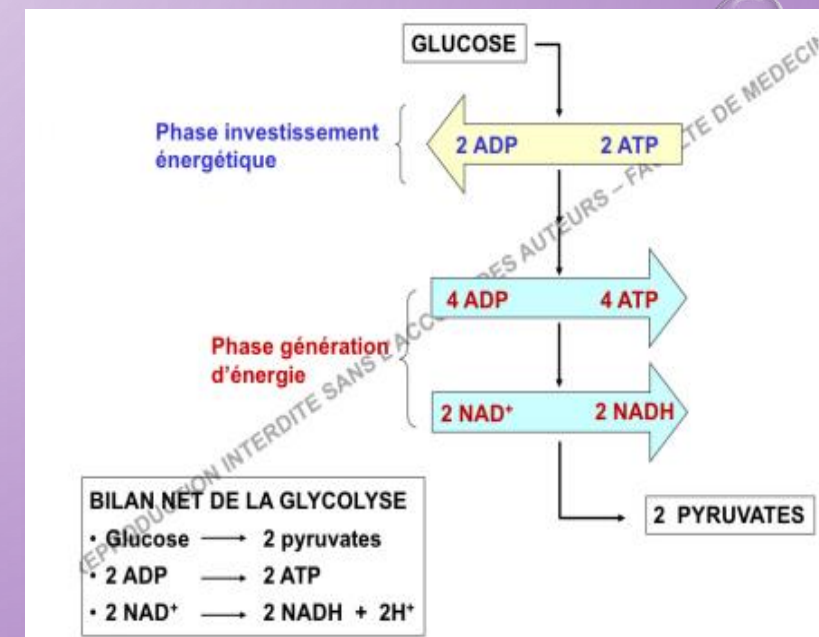 GLUCOSE
Phase investissement
énergétique
2 ADP 2 ATP
4 ADP 4 ATP
Phase génération
d'énergie
2 NAD⁺ 2 NADH
2 PYRUVATES
BILAN NET DE LA GLYCOLYSE
• Glucose → 2 pyruvates
• 2 ADP → 2 ATP
• 2 NAD⁺ → 2 NADH + 2H⁺
REPRODUCTION INTERDITE SANS L'ACCORD DES AUTEURS – FACULTE DE MEDECIN